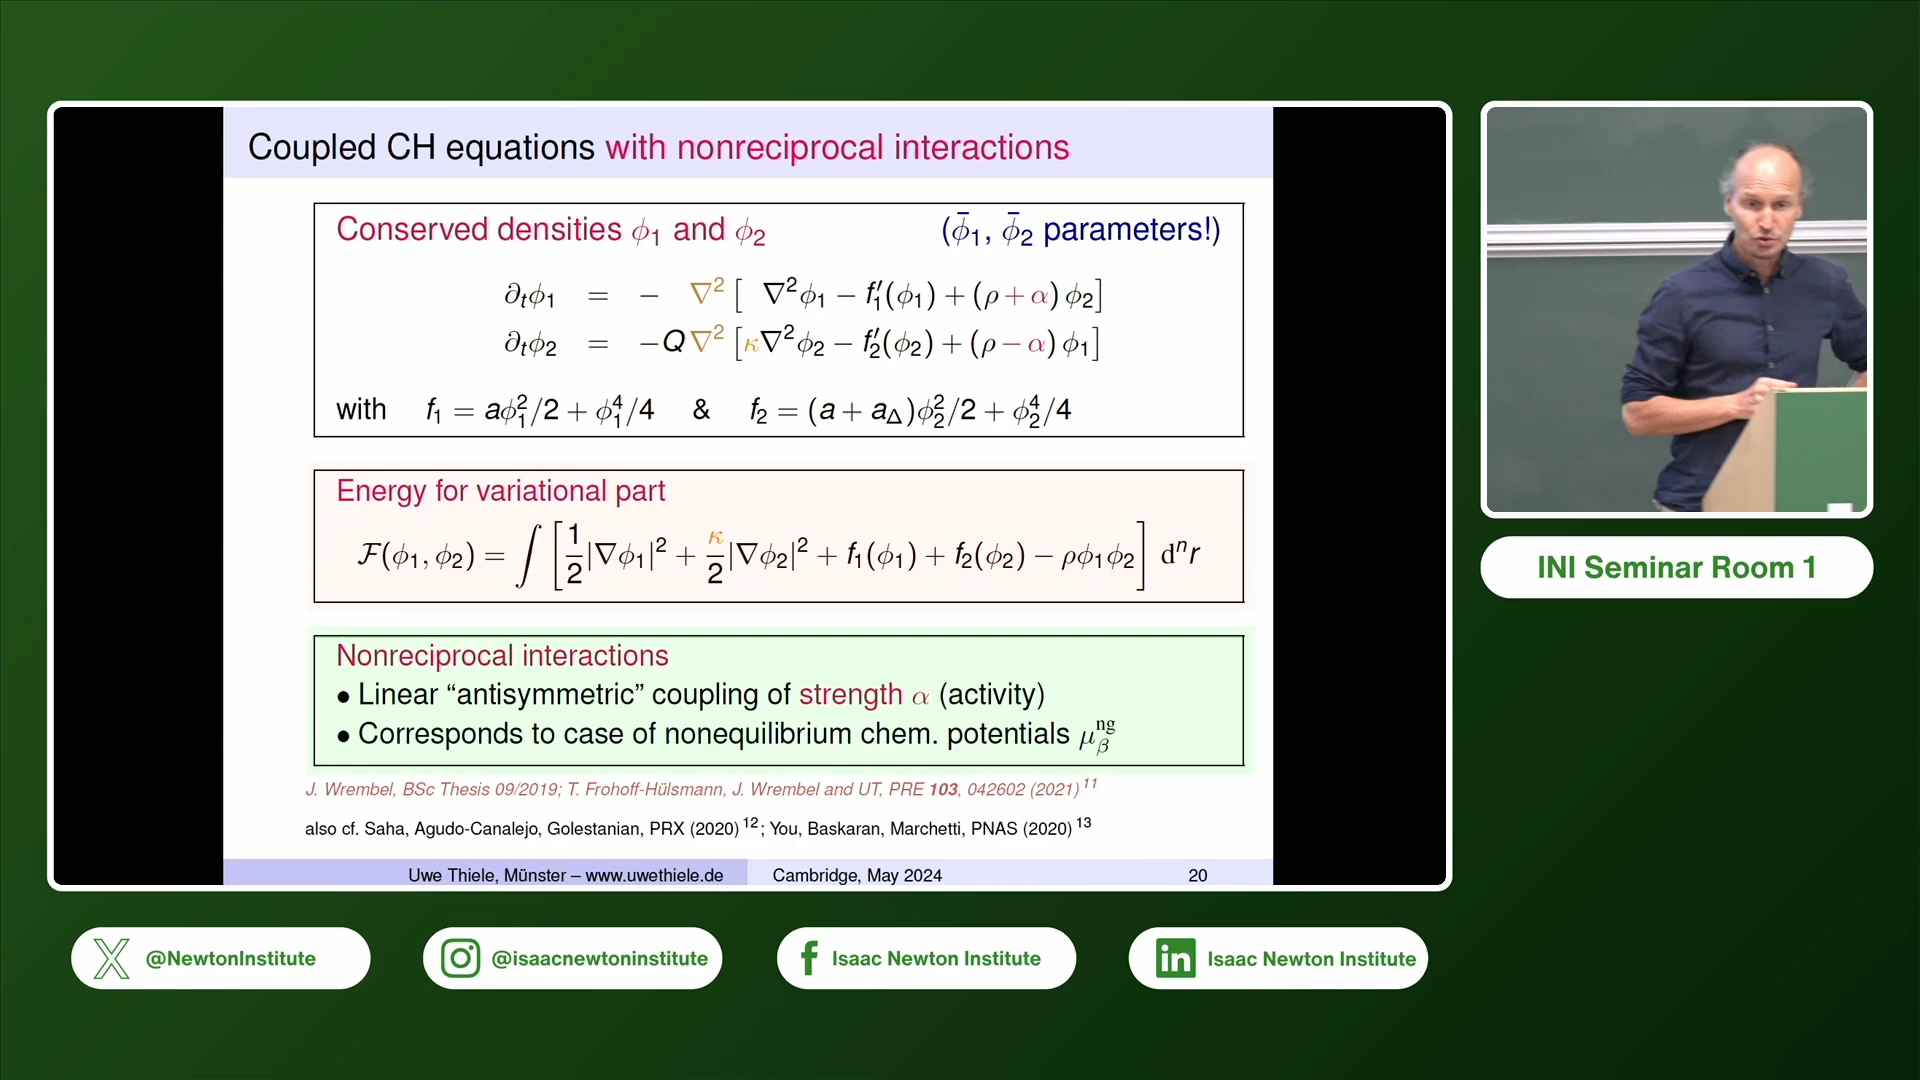 Coupled CH equations with nonreciprocal interactions
Conserved densities ϕ₁ and ϕ₂ (ϕ̄₁, ϕ̄₂ parameters!)
∂ₜϕ₁ = − ∇² [ ∇²ϕ₁ − f₁′(ϕ₁) + (ρ + α) ϕ₂]
∂ₜϕ₂ = −Q ∇² [κ∇²ϕ₂ − f₂′(ϕ₂) + (ρ − α) ϕ₁]
with f₁ = aϕ₁²/2 + ϕ₁⁴/4 & f₂ = (a + a_Δ)ϕ₂²/2 + ϕ₂⁴/4
Energy for variational part
ℱ(ϕ₁, ϕ₂) = ∫ [ 1/2 |∇ϕ₁|² + κ/2 |∇ϕ₂|² + f₁(ϕ₁) + f₂(ϕ₂) − ρϕ₁ϕ₂ ] dⁿr
Nonreciprocal interactions
• Linear “antisymmetric” coupling of strength α (activity)
• Corresponds to case of nonequilibrium chem. potentials μ_β^ng
J. Wrembel, BSc Thesis 09/2019; T. Frohoff-Hülsmann, J. Wrembel and UT, PRE 103, 042602 (2021) 11
also cf. Saha, Agudo-Canalejo, Golestanian, PRX (2020) 12; You, Baskaran, Marchetti, PNAS (2020) 13
Uwe Thiele, Münster – www.uwethiele.de Cambridge, May 2024 20
INI Seminar Room 1
@NewtonInstitute
@isaacnewtoninstitute
Isaac Newton Institute
Isaac Newton Institute